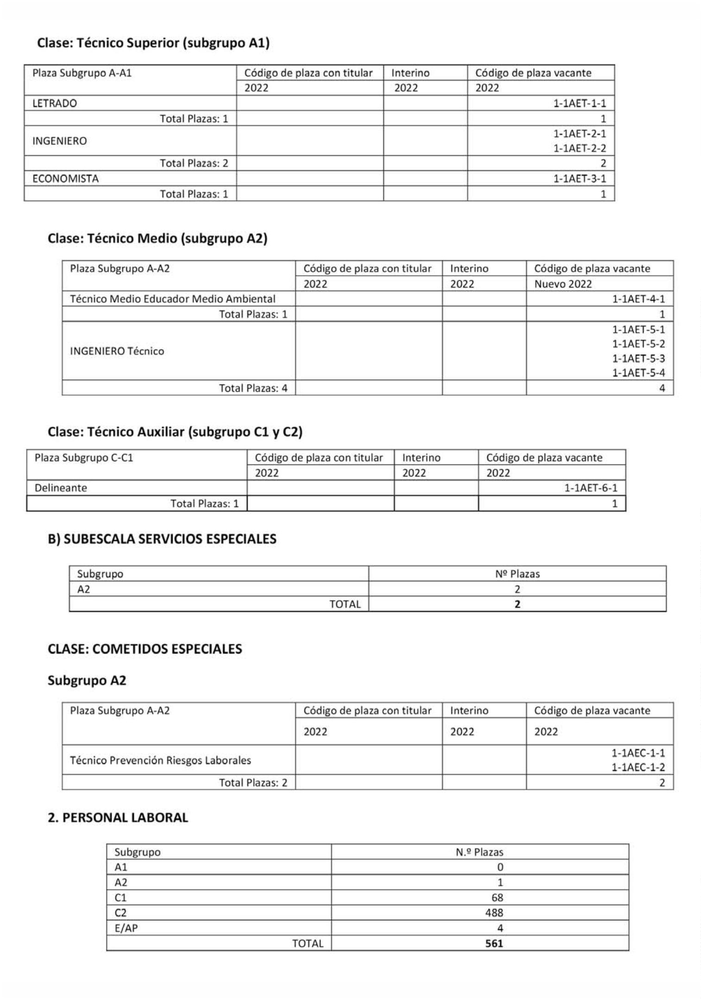 Clase: Técnico Superior (subgrupo A1)
Plaza Subgrupo A-A1 Código de plaza con titular Interino Código de plaza vacante
2022 2022 2022
LETRADO 1-1AET-1-1
Total Plazas: 1 1
INGENIERO 1-1AET-2-1
1-1AET-2-2
Total Plazas: 2 2
ECONOMISTA 1-1AET-3-1
Total Plazas: 1 1
Clase: Técnico Medio (subgrupo A2)
Plaza Subgrupo A-A2 Código de plaza con titular Interino Código de plaza vacante
2022 2022 Nuevo 2022
Técnico Medio Educador Medio Ambiental 1-1AET-4-1
Total Plazas: 1 1
INGENIERO Técnico 1-1AET-5-1
1-1AET-5-2
1-1AET-5-3
1-1AET-5-4
Total Plazas: 4 4
Clase: Técnico Auxiliar (subgrupo C1 y C2)
Plaza Subgrupo C-C1 Código de plaza con titular Interino Código de plaza vacante
2022 2022 2022
Delineante 1-1AET-6-1
Total Plazas: 1 1
B) SUBESCALA SERVICIOS ESPECIALES
Subgrupo Nº Plazas
A2 2
TOTAL 2
CLASE: COMETIDOS ESPECIALES
Subgrupo A2
Plaza Subgrupo A-A2 Código de plaza con titular Interino Código de plaza vacante
2022 2022 2022
Técnico Prevención Riesgos Laborales 1-1AEC-1-1
1-1AEC-1-2
Total Plazas: 2 2
2. PERSONAL LABORAL
Subgrupo N.º Plazas
A1 0
A2 1
C1 68
C2 488
E/AP 4
TOTAL 561